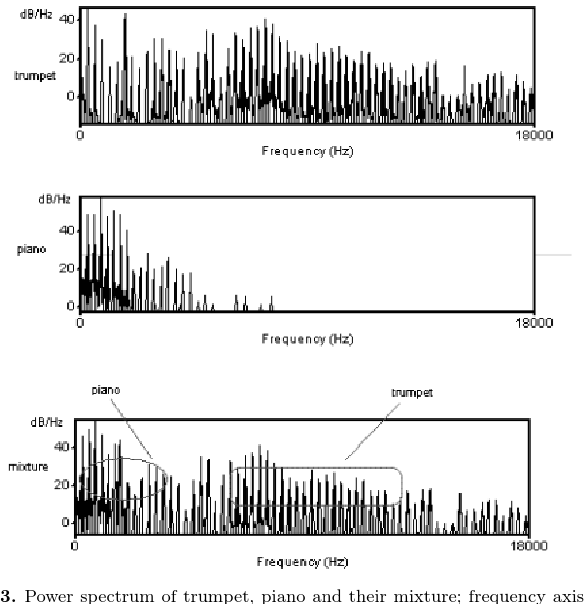 dB/Hz
40
20
trumpet
0
0
18000
Frequency (Hz)
dB/Hz
40
piano
20
0
0
18000
Frequency (Hz)
piano
trumpet
dB/Hz
40
mixture
20
0
0
18000
Frequency (Hz)
3. Power spectrum of trumpet, piano and their mixture; frequency axis